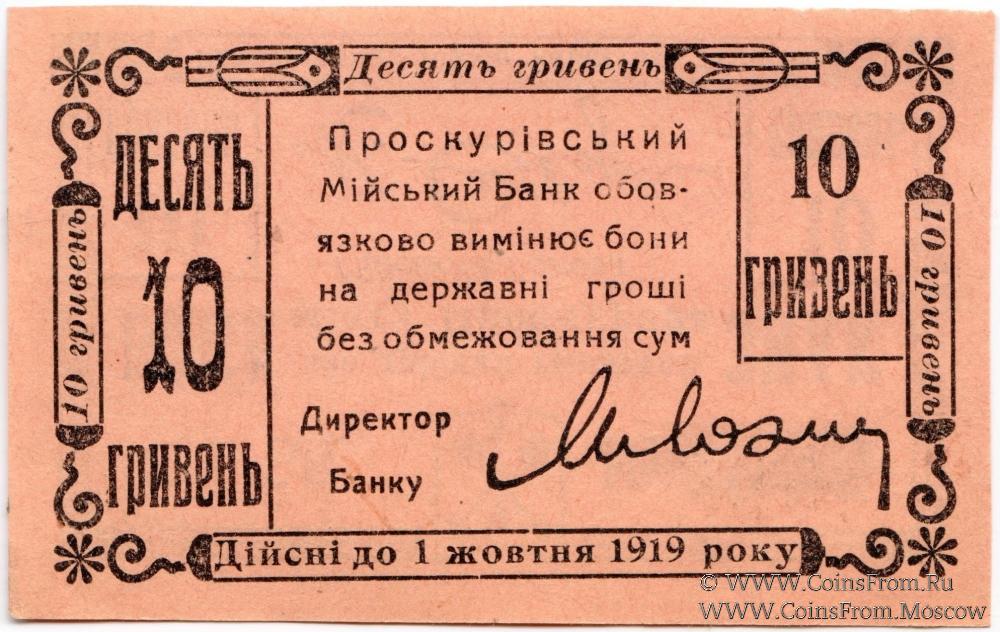 Десять гривень
10 гривень
ДЕСЯТЬ
10
ГРИВЕНЬ
Проскурівський
Мійський Банк обов-
язково вимінює бони
на державні гроші
без обмежовання сум
10
ГРИЗЕНЬ
10 гривень
Директор
Банку
Дійсні до 1 жовтня 1919 року
© WWW.CoinsFrom.Ru
WWW.CoinsFrom.Moscow